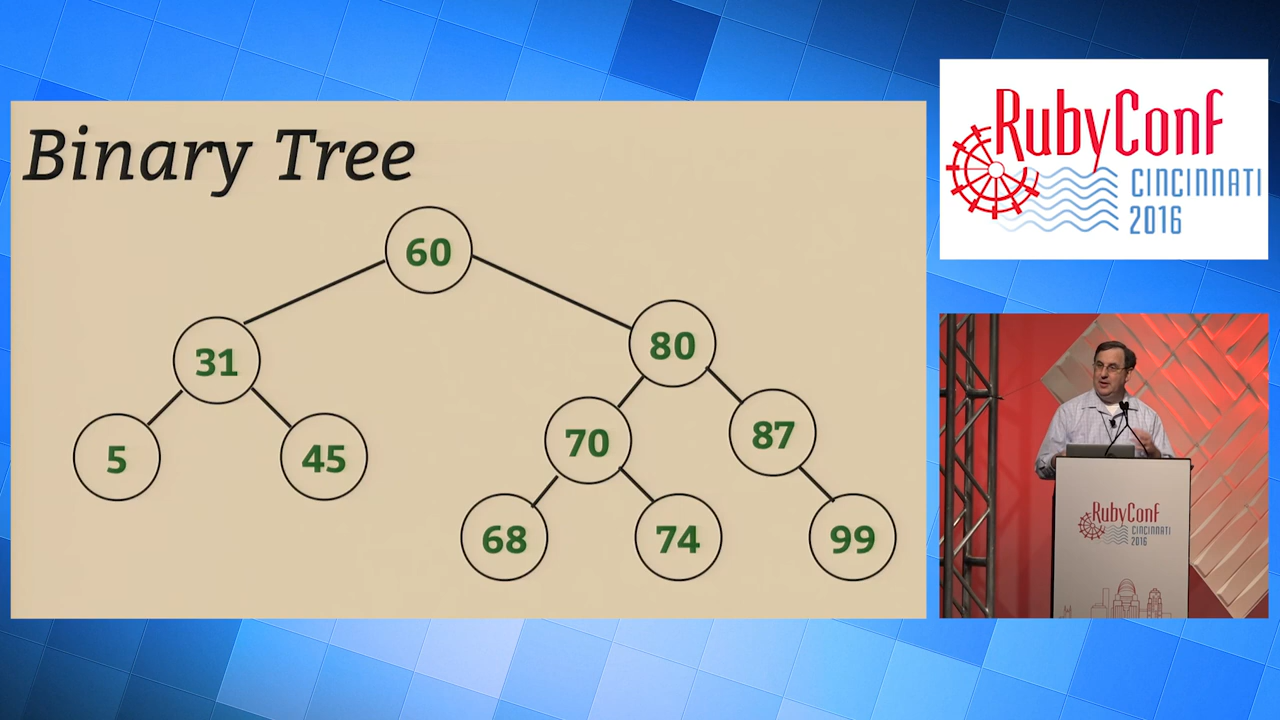 Binary Tree
60
31
80
5
45
70
87
68
74
99
RubyConf
CINCINNATI
2016
RubyConf
CINCINNATI
2016